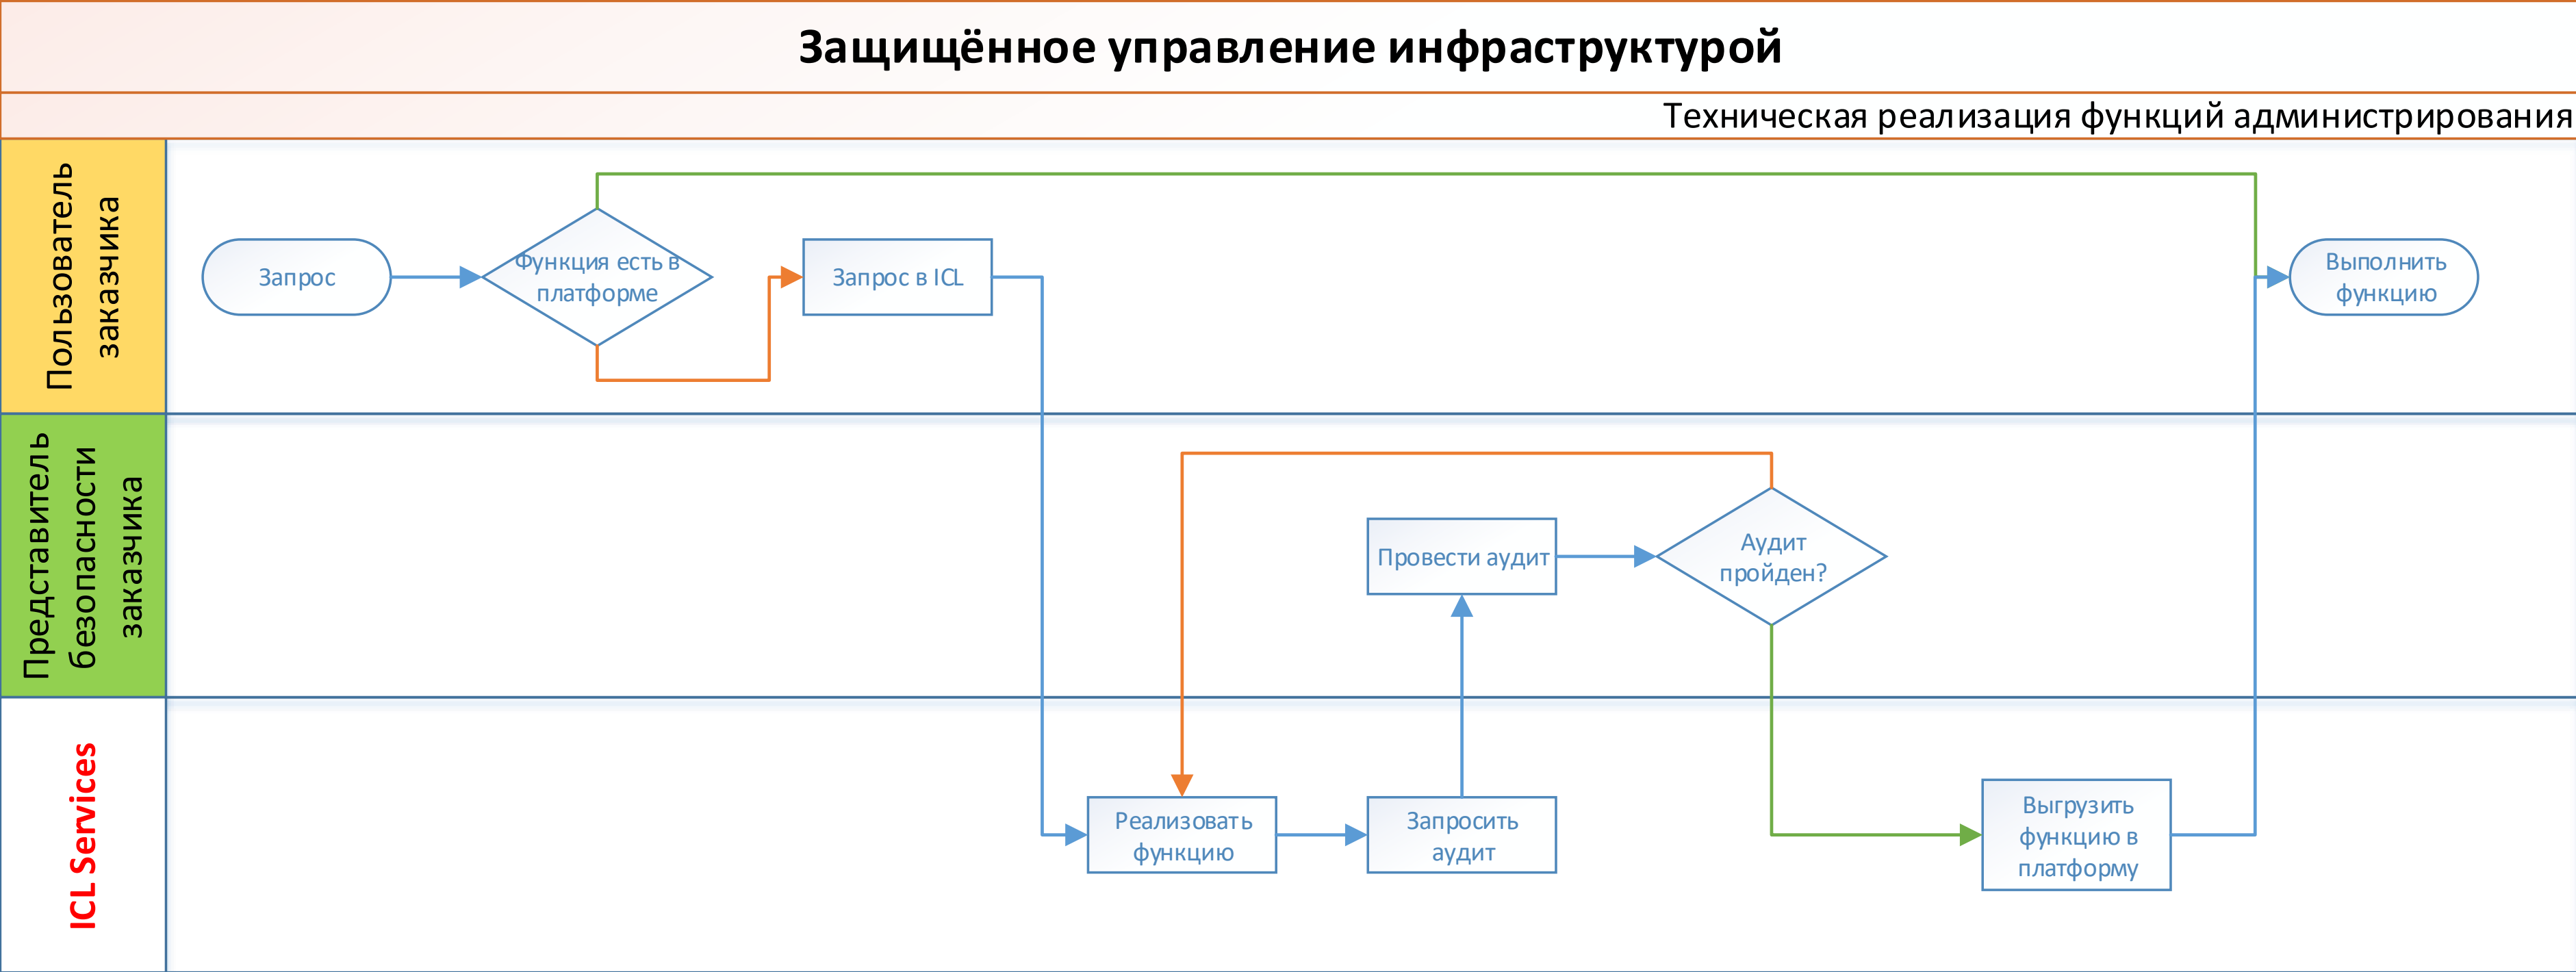 Защищённое управление инфраструктурой
Техническая реализация функций администрирования
Пользователь
заказчика
Запрос
Функция есть в
платформе
Запрос в ICL
Выполнить
функцию
Представитель
безопасности
заказчика
Провести аудит
Аудит
пройден?
ICL Services
Реализовать
функцию
Запросить
аудит
Выгрузить
функцию в
платформу